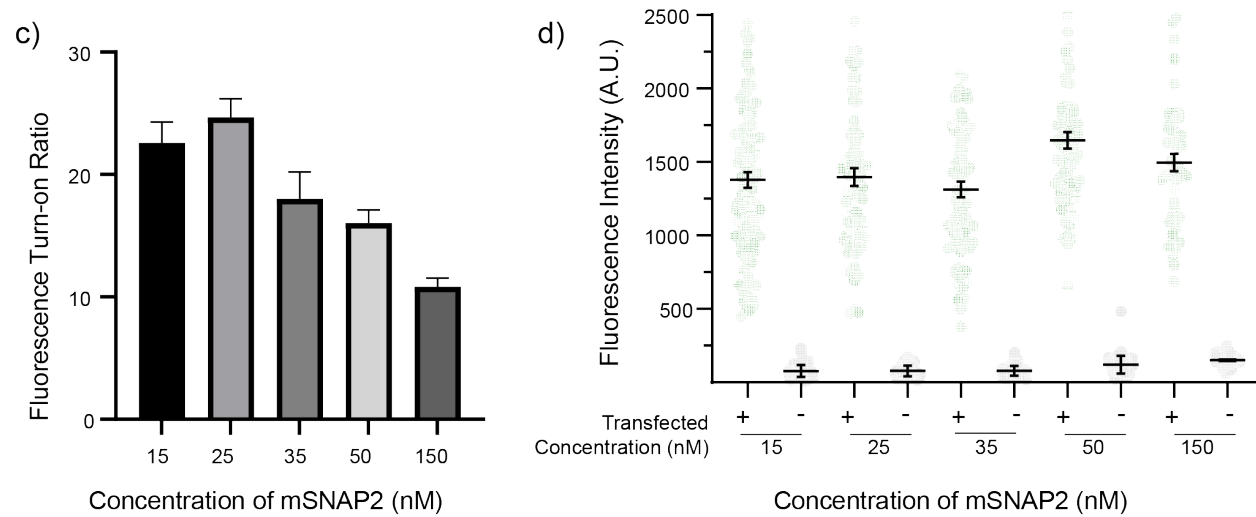 c)
Fluorescence Turn-on Ratio
30
20
10
0
15 25 35 50 150
Concentration of mSNAP2 (nM)
d)
Fluorescence Intensity (A.U.)
2500
2000
1500
1000
500
Transfected + - + - + - + - + -
Concentration (nM) 15 25 35 50 150
Concentration of mSNAP2 (nM)